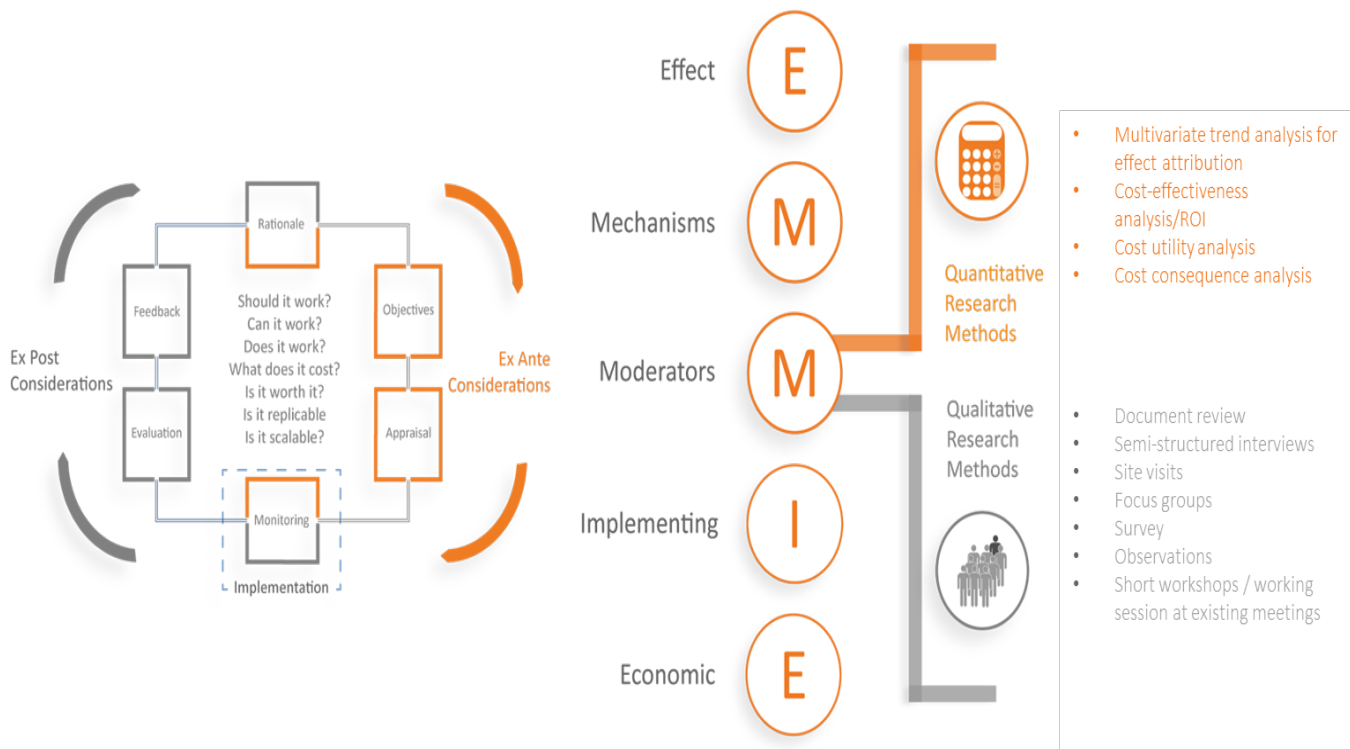 Rationale
Feedback
Objectives
Should it work?
Can it work?
Does it work?
What does it cost?
Is it worth it?
Is it replicable
Is it scalable?
Ex Post
Considerations
Ex Ante
Considerations
Evaluation
Appraisal
Monitoring
Implementation
Effect
E
Mechanisms
M
Moderators
M
Implementing
I
Economic
E
Quantitative
Research
Methods
Qualitative
Research
Methods
• Multivariate trend analysis for
effect attribution
• Cost-effectiveness
analysis/ROI
• Cost utility analysis
• Cost consequence analysis
• Document review
• Semi-structured interviews
• Site visits
• Focus groups
• Survey
• Observations
• Short workshops / working
session at existing meetings